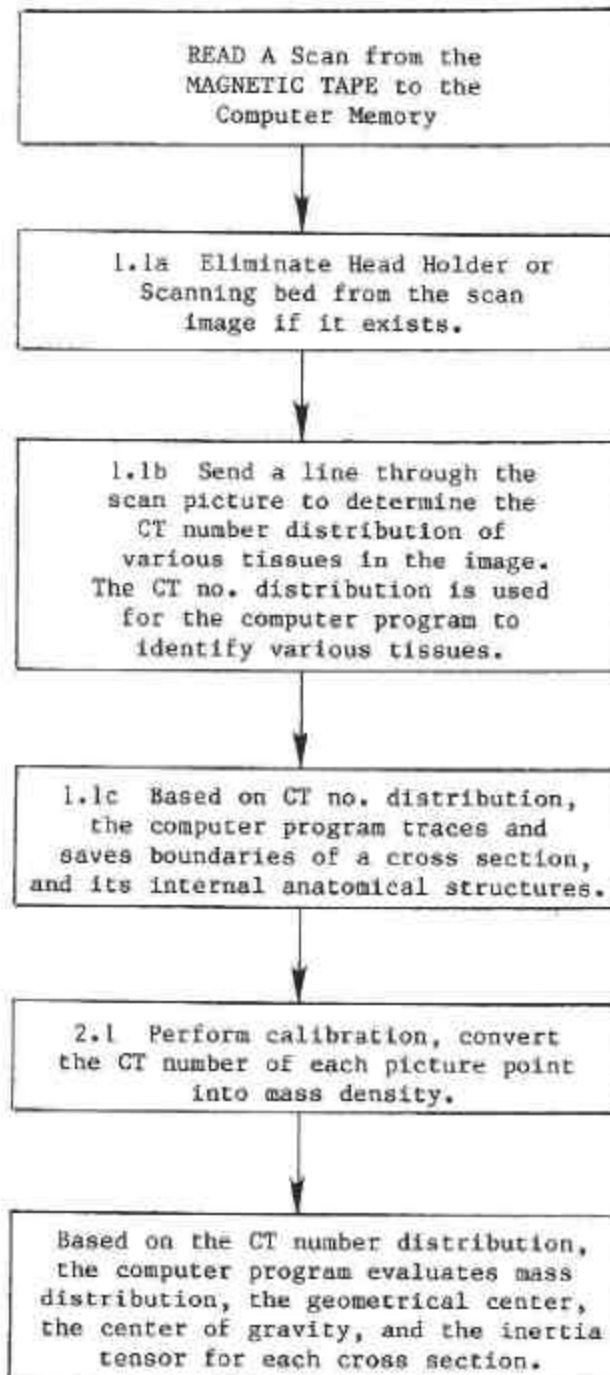 READ A Scan from the
MAGNETIC TAPE to the
Computer Memory
1.1a Eliminate Head Holder or
Scanning bed from the scan
image if it exists.
1.1b Send a line through the
scan picture to determine the
CT number distribution of
various tissues in the image.
The CT no. distribution is used
for the computer program to
identify various tissues.
1.1c Based on CT no. distribution,
the computer program traces and
saves boundaries of a cross section,
and its internal anatomical structures.
2.1 Perform calibration, convert
the CT number of each picture point
into mass density.
Based on the CT number distribution,
the computer program evaluates mass
distribution, the geometrical center,
the center of gravity, and the inertia
tensor for each cross section.